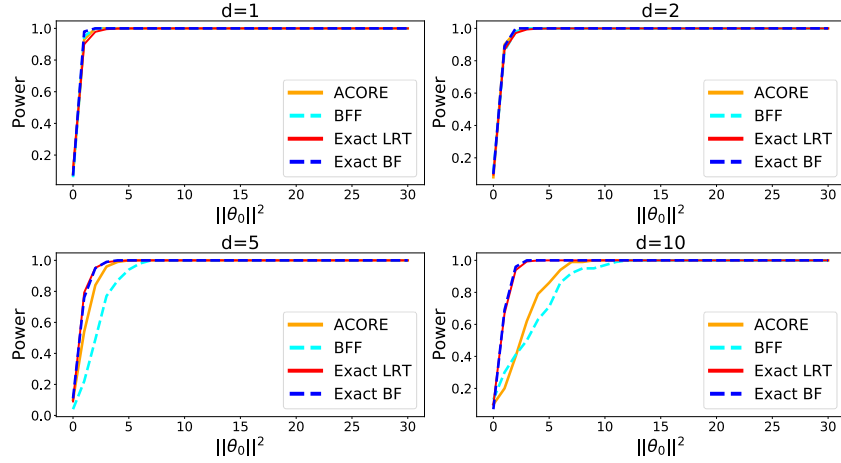 d=1
1.0
0.8
0.6
0.4
0.2
Power
0 5 10 15 20 25 30
||θ₀||²
ACORE
BFF
Exact LRT
Exact BF
d=2
1.0
0.8
0.6
0.4
0.2
Power
0 5 10 15 20 25 30
||θ₀||²
ACORE
BFF
Exact LRT
Exact BF
d=5
1.0
0.8
0.6
0.4
0.2
0.0
Power
0 5 10 15 20 25 30
||θ₀||²
ACORE
BFF
Exact LRT
Exact BF
d=10
1.0
0.8
0.6
0.4
0.2
Power
0 5 10 15 20 25 30
||θ₀||²
ACORE
BFF
Exact LRT
Exact BF